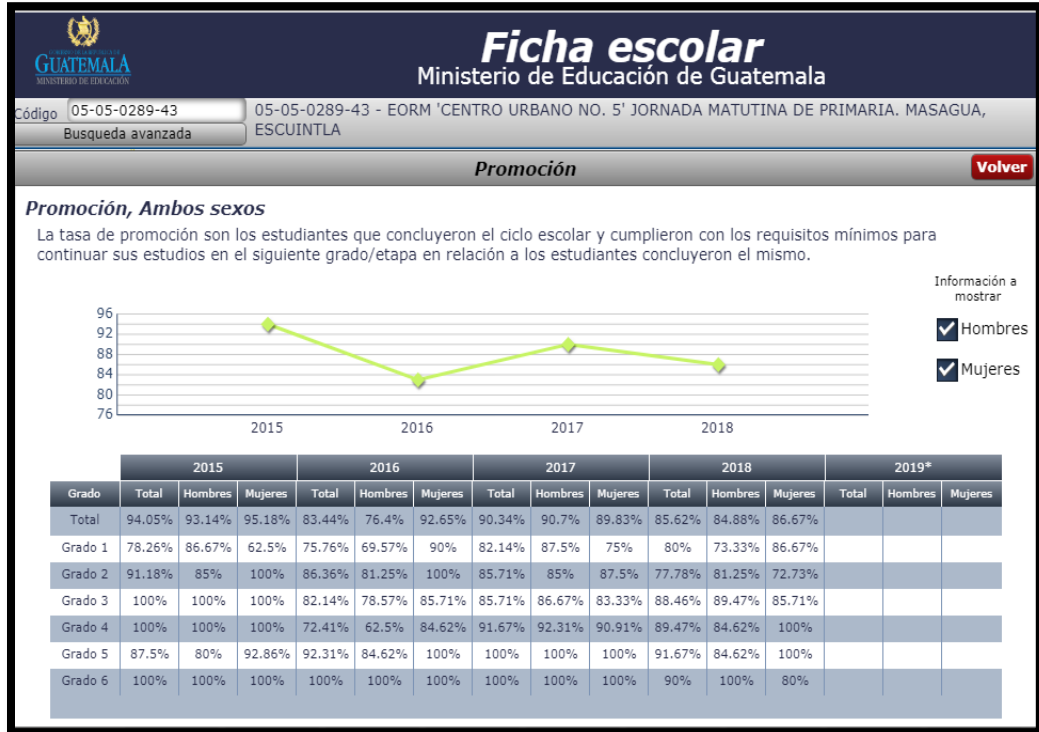 GOBIERNO DE LA REPÚBLICA DE
GUATEMALA
MINISTERIO DE EDUCACIÓN
Ficha escolar
Ministerio de Educación de Guatemala
Código 05-05-0289-43
Busqueda avanzada
05-05-0289-43 - EORM 'CENTRO URBANO NO. 5' JORNADA MATUTINA DE PRIMARIA. MASAGUA,
ESCUINTLA
Promoción
Volver
Promoción, Ambos sexos
La tasa de promoción son los estudiantes que concluyeron el ciclo escolar y cumplieron con los requisitos mínimos para
continuar sus estudios en el siguiente grado/etapa en relación a los estudiantes concluyeron el mismo.
Información a
mostrar
Hombres
Mujeres
96
92
88
84
80
76
2015 2016 2017 2018
2015 2016 2017 2018 2019*
Grado Total Hombres Mujeres Total Hombres Mujeres Total Hombres Mujeres Total Hombres Mujeres Total Hombres Mujeres
Total 94.05% 93.14% 95.18% 83.44% 76.4% 92.65% 90.34% 90.7% 89.83% 85.62% 84.88% 86.67%
Grado 1 78.26% 86.67% 62.5% 75.76% 69.57% 90% 82.14% 87.5% 75% 80% 73.33% 86.67%
Grado 2 91.18% 85% 100% 86.36% 81.25% 100% 85.71% 85% 87.5% 77.78% 81.25% 72.73%
Grado 3 100% 100% 100% 82.14% 78.57% 85.71% 85.71% 86.67% 83.33% 88.46% 89.47% 85.71%
Grado 4 100% 100% 100% 72.41% 62.5% 84.62% 91.67% 92.31% 90.91% 89.47% 84.62% 100%
Grado 5 87.5% 80% 92.86% 92.31% 84.62% 100% 100% 100% 100% 91.67% 84.62% 100%
Grado 6 100% 100% 100% 100% 100% 100% 100% 100% 100% 90% 100% 80%